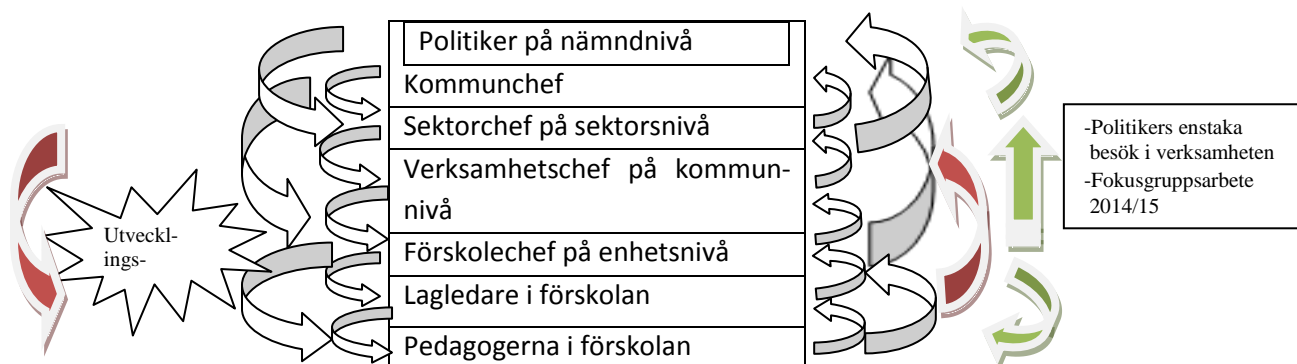 Politiker på nämndnivå
Kommunchef
Sektorchef på sektorsnivå
Verksamhetschef på kommun-
nivå
Förskolechef på enhetsnivå
Lagledare i förskolan
Pedagogerna i förskolan
Utveckl-
ings-
-Politikers enstaka
besök i verksamheten
-Fokusgruppsarbete
2014/15